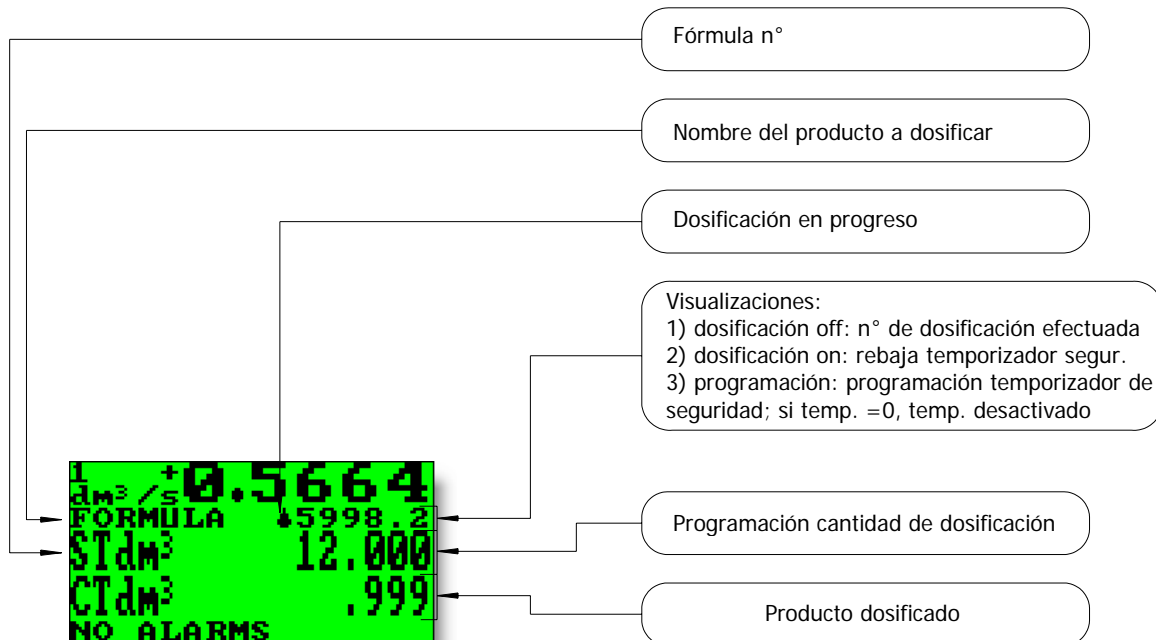 Fórmula n°
Nombre del producto a dosificar
Dosificación en progreso
Visualizaciones:
1) dosificación off: n° de dosificación efectuada
2) dosificación on: rebaja temporizador segur.
3) programación: programación temporizador de
seguridad; si temp. =0, temp. desactivado
Programación cantidad de dosificación
Producto dosificado
1 +0.5664
dm³/s
FORMULA 5998.2
STdm³ 12.000
CTdm³ .999
NO ALARMS